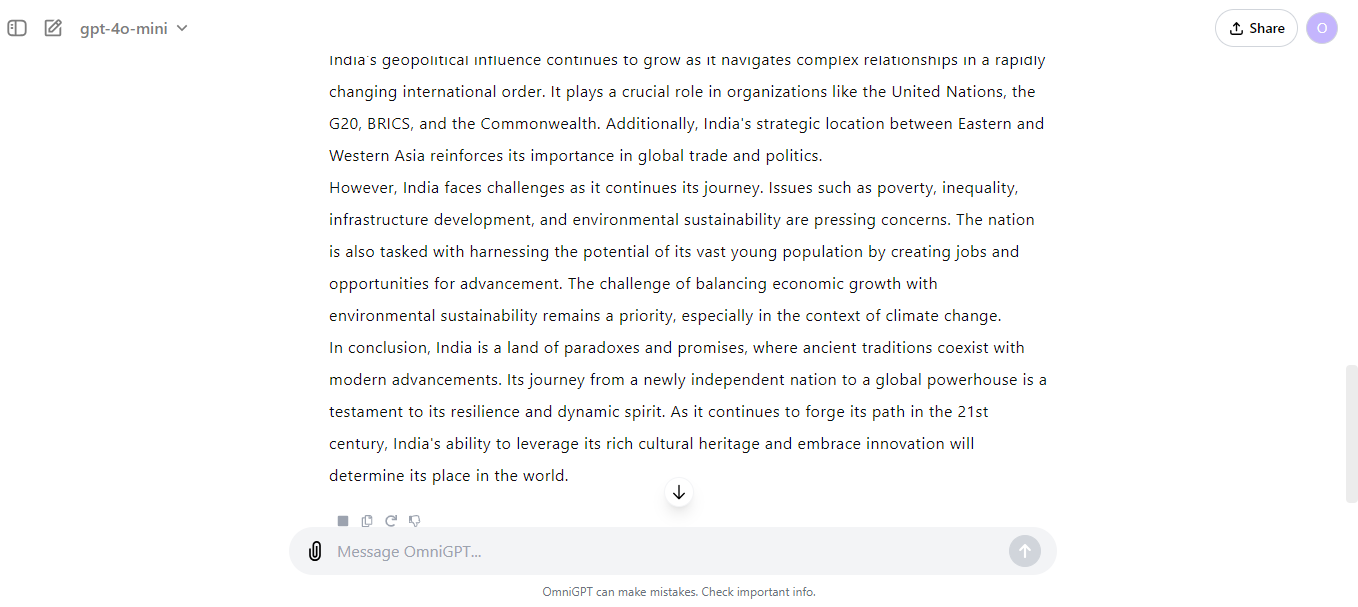 gpt-4o-mini
Share
O
India's geopolitical influence continues to grow as it navigates complex relationships in a rapidly
changing international order. It plays a crucial role in organizations like the United Nations, the
G20, BRICS, and the Commonwealth. Additionally, India's strategic location between Eastern and
Western Asia reinforces its importance in global trade and politics.
However, India faces challenges as it continues its journey. Issues such as poverty, inequality,
infrastructure development, and environmental sustainability are pressing concerns. The nation
is also tasked with harnessing the potential of its vast young population by creating jobs and
opportunities for advancement. The challenge of balancing economic growth with
environmental sustainability remains a priority, especially in the context of climate change.
In conclusion, India is a land of paradoxes and promises, where ancient traditions coexist with
modern advancements. Its journey from a newly independent nation to a global powerhouse is a
testament to its resilience and dynamic spirit. As it continues to forge its path in the 21st
century, India's ability to leverage its rich cultural heritage and embrace innovation will
determine its place in the world.
Message OmniGPT...
OmniGPT can make mistakes. Check important info.